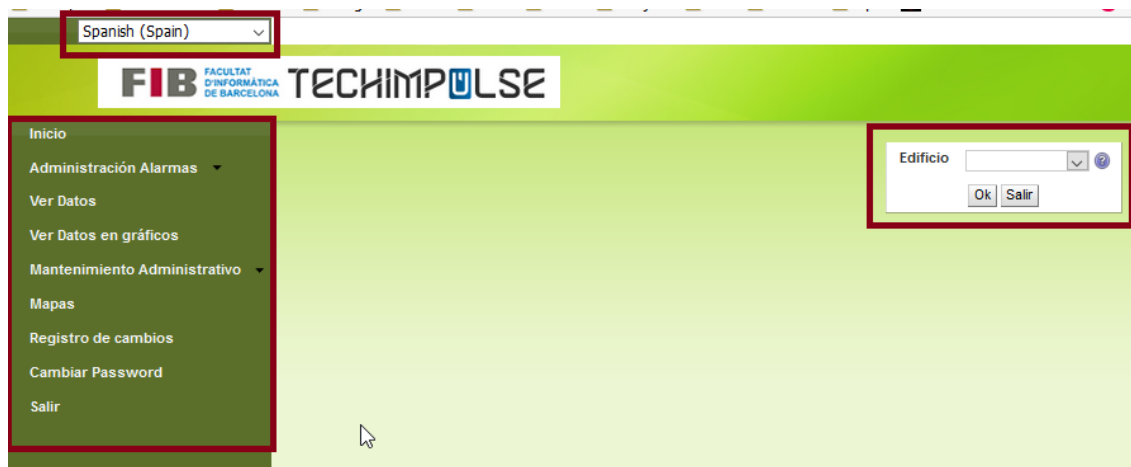 Spanish (Spain)
FIB FACULTAT
D'INFORMÀTICA
DE BARCELONA
TECHIMPULSE
Inicio
Administración Alarmas
Ver Datos
Ver Datos en gráficos
Mantenimiento Administrativo
Mapas
Registro de cambios
Cambiar Password
Salir
Edificio
Ok Salir